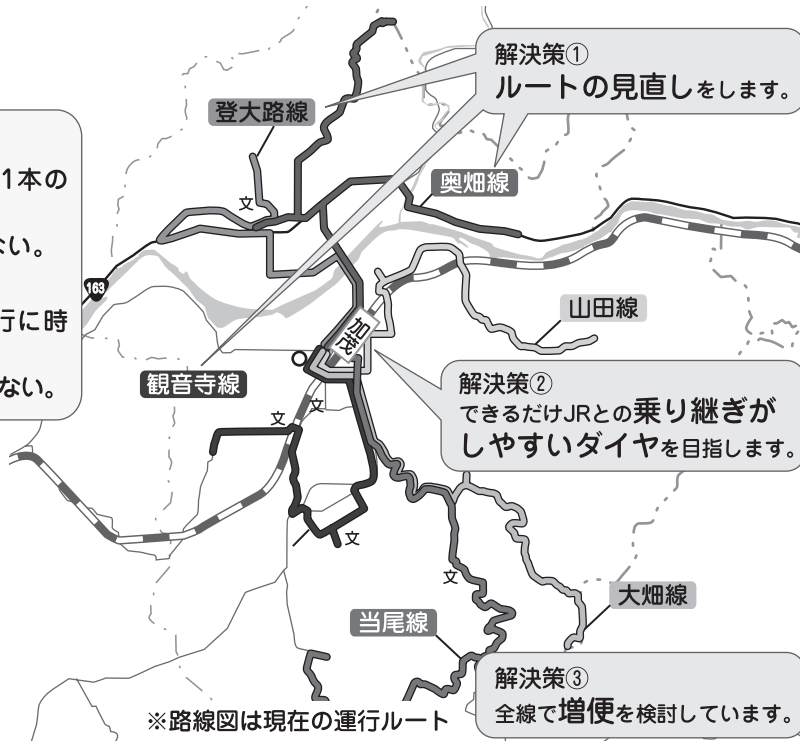 解決策①
ルートの見直しをします。
登大路線
1本の
奥畑線
文
ない。
163
山田線
行に時
加茂
解決策②
観音寺線
できるだけJRとの乗り継ぎが
ない。
文
文
しやすいダイヤを目指します。
文
文
大畑線
当尾線
解決策③
全線で増便を検討しています。
※路線図は現在の運行ルート